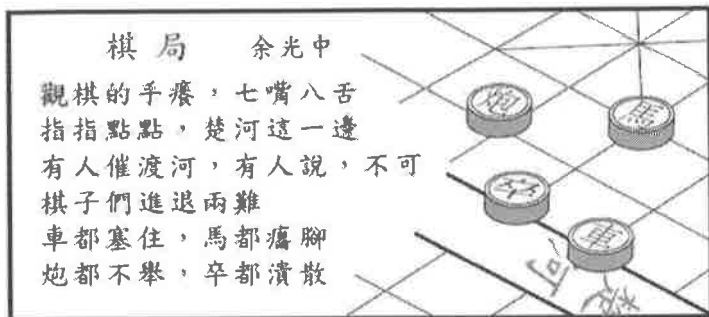 棋局 余光中
觀棋的手癢，七嘴八舌
指指點點，楚河這一邊
有人催渡河，有人說，不可
棋子們進退兩難
車都塞住，馬都瘸腳
炮都不舉，卒都潰散
炮
馬
卒
車
河
楚